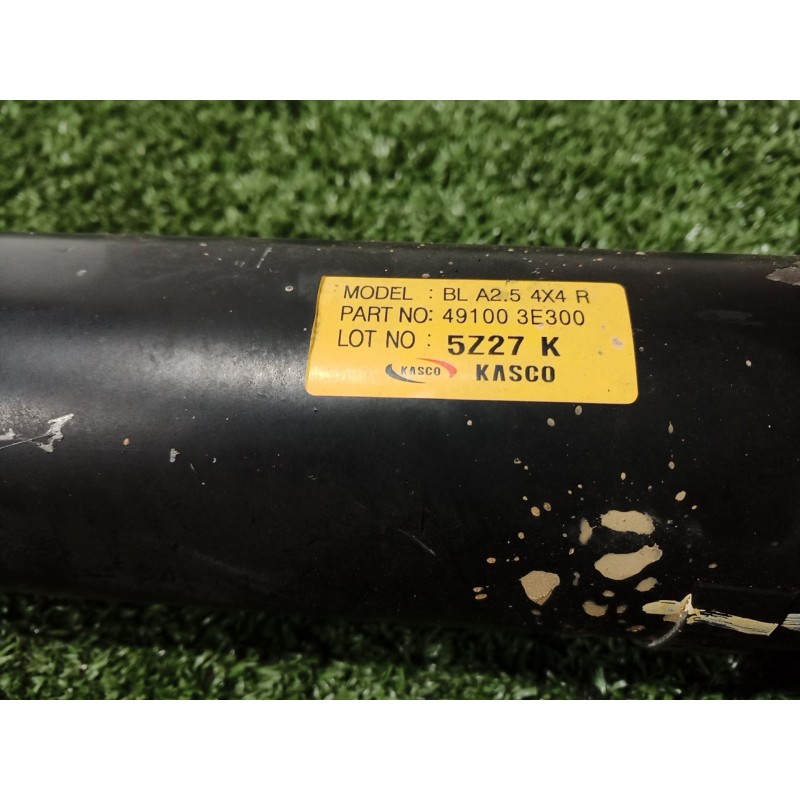 MODEL : BL A2.5 4X4 R
PART NO: 49100 3E300
LOT NO : 5Z27 K
KASCO KASCO